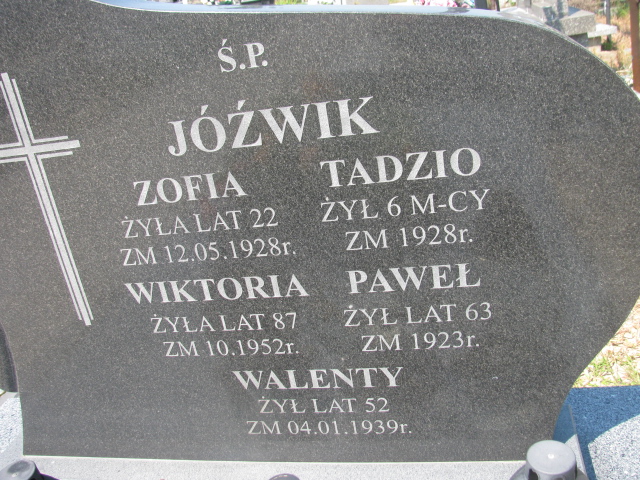 Ś.P.
JÓŹWIK
ZOFIA
ŻYŁA LAT 22
ZM 12.05.1928r.
TADZIO
ŻYŁ 6 M-CY
ZM 1928r.
WIKTORIA
ŻYŁA LAT 87
ZM 10.1952r.
PAWEŁ
ŻYŁ LAT 63
ZM 1923r.
WALENTY
ŻYŁ LAT 52
ZM 04.01.1939r.